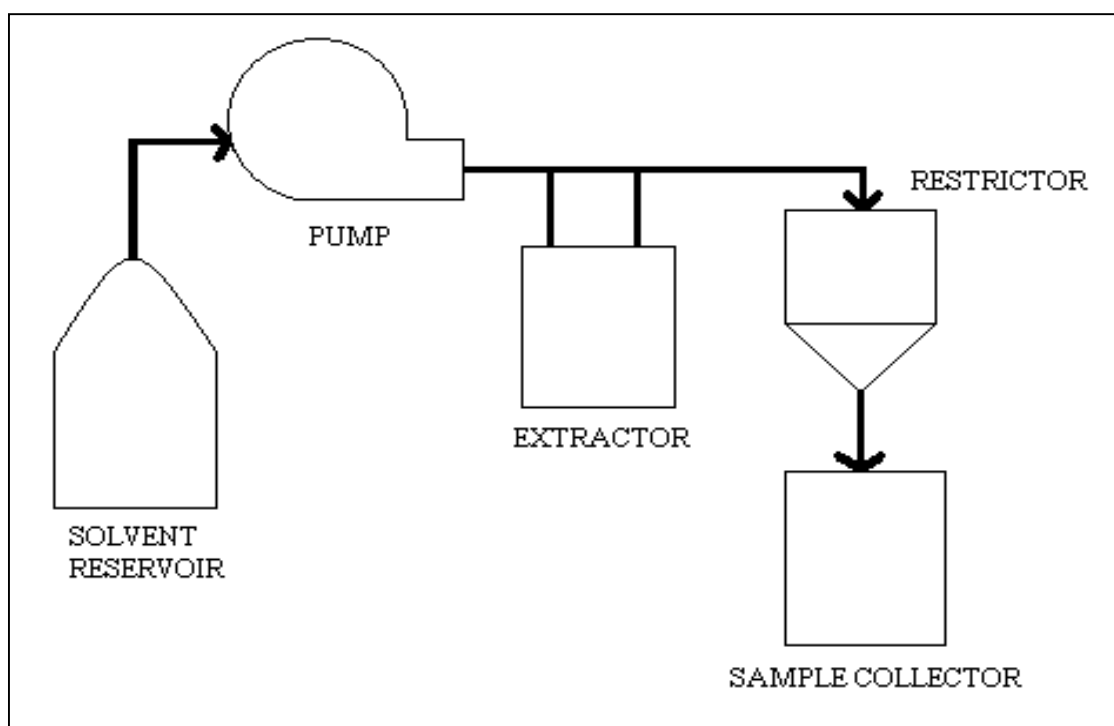 PUMP
RESTRICTOR
EXTRACTOR
SOLVENT
RESERVOIR
SAMPLE COLLECTOR